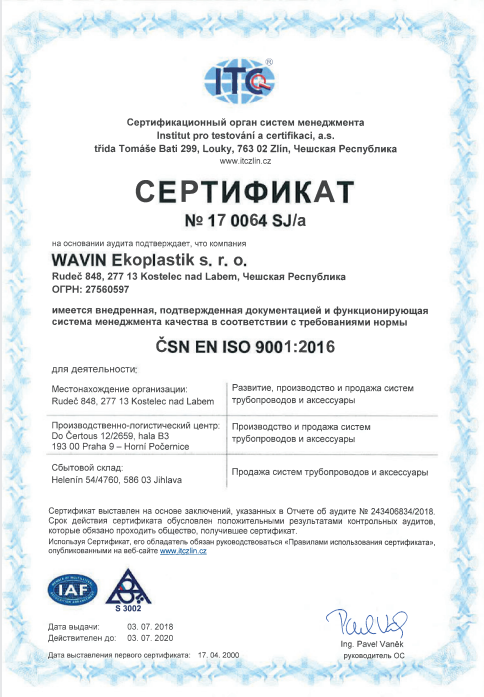 ITC ®
Сертификационный орган систем менеджмента
Institut pro testování a certifikaci, a.s.
třída Tomáše Bati 299, Louky, 763 02 Zlín, Чешская Республика
www.itczlin.cz
СЕРТИФИКАТ
№ 17 0064 SJ/a
на основании аудита подтверждает, что компания
WAVIN Ekoplastik s. r. o.
Rudeč 848, 277 13 Kostelec nad Labem, Чешская Республика
ОГРН: 27560597
имеется внедренная, подтвержденная документацией и функционирующая
система менеджмента качества в соответствии с требованиями нормы
ČSN EN ISO 9001:2016
для деятельности:
Местонахождение организации:
Rudeč 848, 277 13 Kostelec nad Labem
Развитие, производство и продажа систем
трубопроводов и аксессуары
Производственно-логистический центр:
Do Čertous 12/2659, hala B3
193 00 Praha 9 – Horní Počernice
Производство и продажа систем
трубопроводов и аксессуары
Сбытовой склад:
Helenín 54/4760, 586 03 Jihlava
Продажа систем трубопроводов и аксессуары
Сертификат выставлен на основе заключений, указанных в Отчете об аудите № 243406834/2018.
Срок действия сертификата обусловлен положительными результатами контрольных аудитов,
которые обязано проходить общество, получившее сертификат.
Используя Сертификат, его обладатель обязан руководствоваться «Правилами использования сертификата»,
опубликованными на веб-сайте www.itczlin.cz
IAF
S 3002
Дата выдачи: 03. 07. 2018
Действителен до: 03. 07. 2020
Дата выставления первого сертификата: 17. 04. 2000
Ing. Pavel Vaněk
руководитель ОС